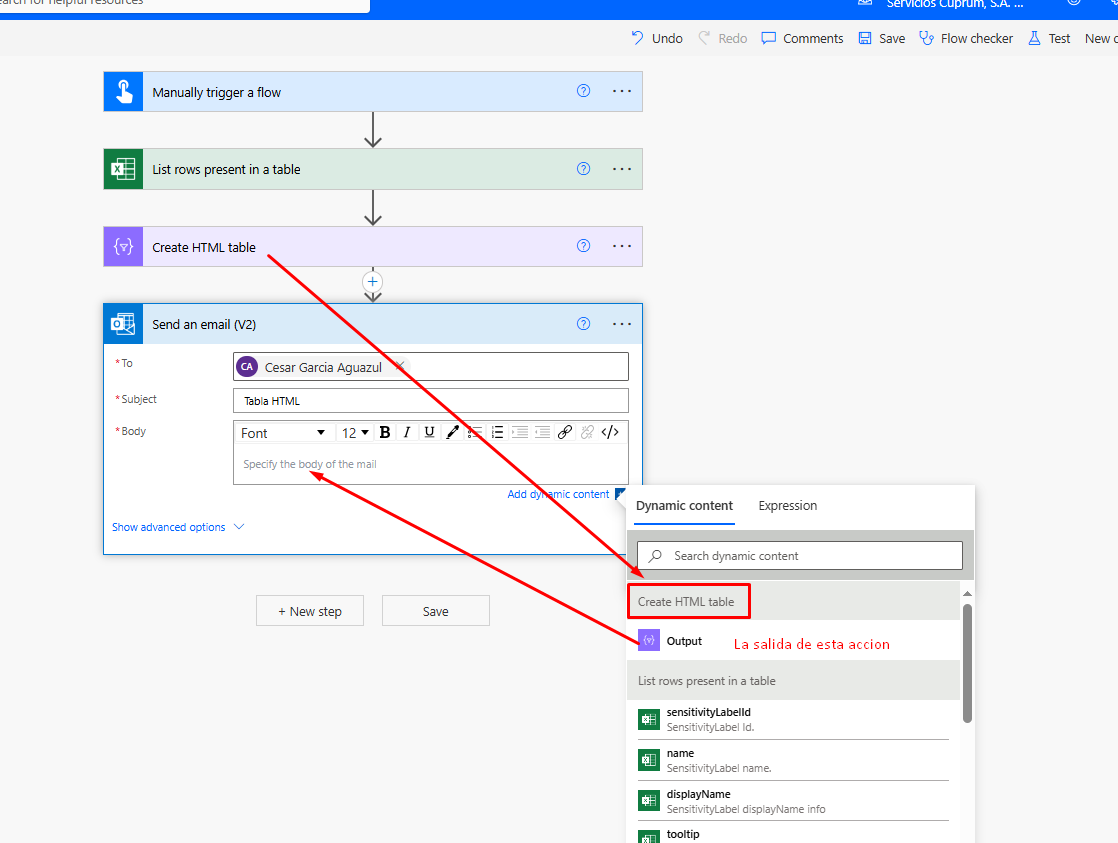 for helpful resources
Servicios Cuprum, S.A. ...
Undo Redo Comments Save Flow checker Test New
Manually trigger a flow
List rows present in a table
Create HTML table
Send an email (V2)
*To
CA Cesar Garcia Aguazul
*Subject
Tabla HTML
*Body
Font 12 B I U </>
Specify the body of the mail
Add dynamic content
Show advanced options
+ New step
Save
Dynamic content Expression
Search dynamic content
Create HTML table
Output
La salida de esta accion
List rows present in a table
sensitivityLabelId
SensitivityLabel Id.
name
SensitivityLabel name.
displayName
SensitivityLabel displayName info
tooltip